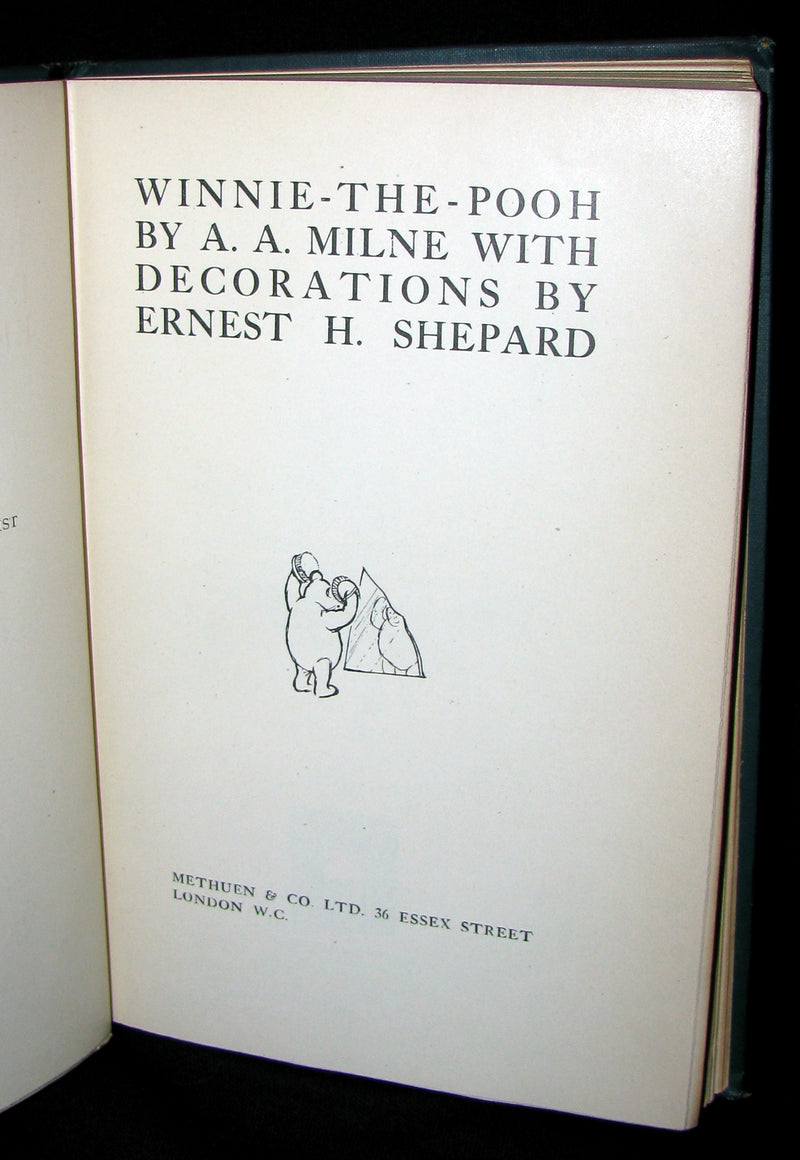 WINNIE-THE-POOH
BY A. A. MILNE WITH
DECORATIONS BY
ERNEST H. SHEPARD
METHUEN & CO. LTD. 36 ESSEX STREET
LONDON W.C.